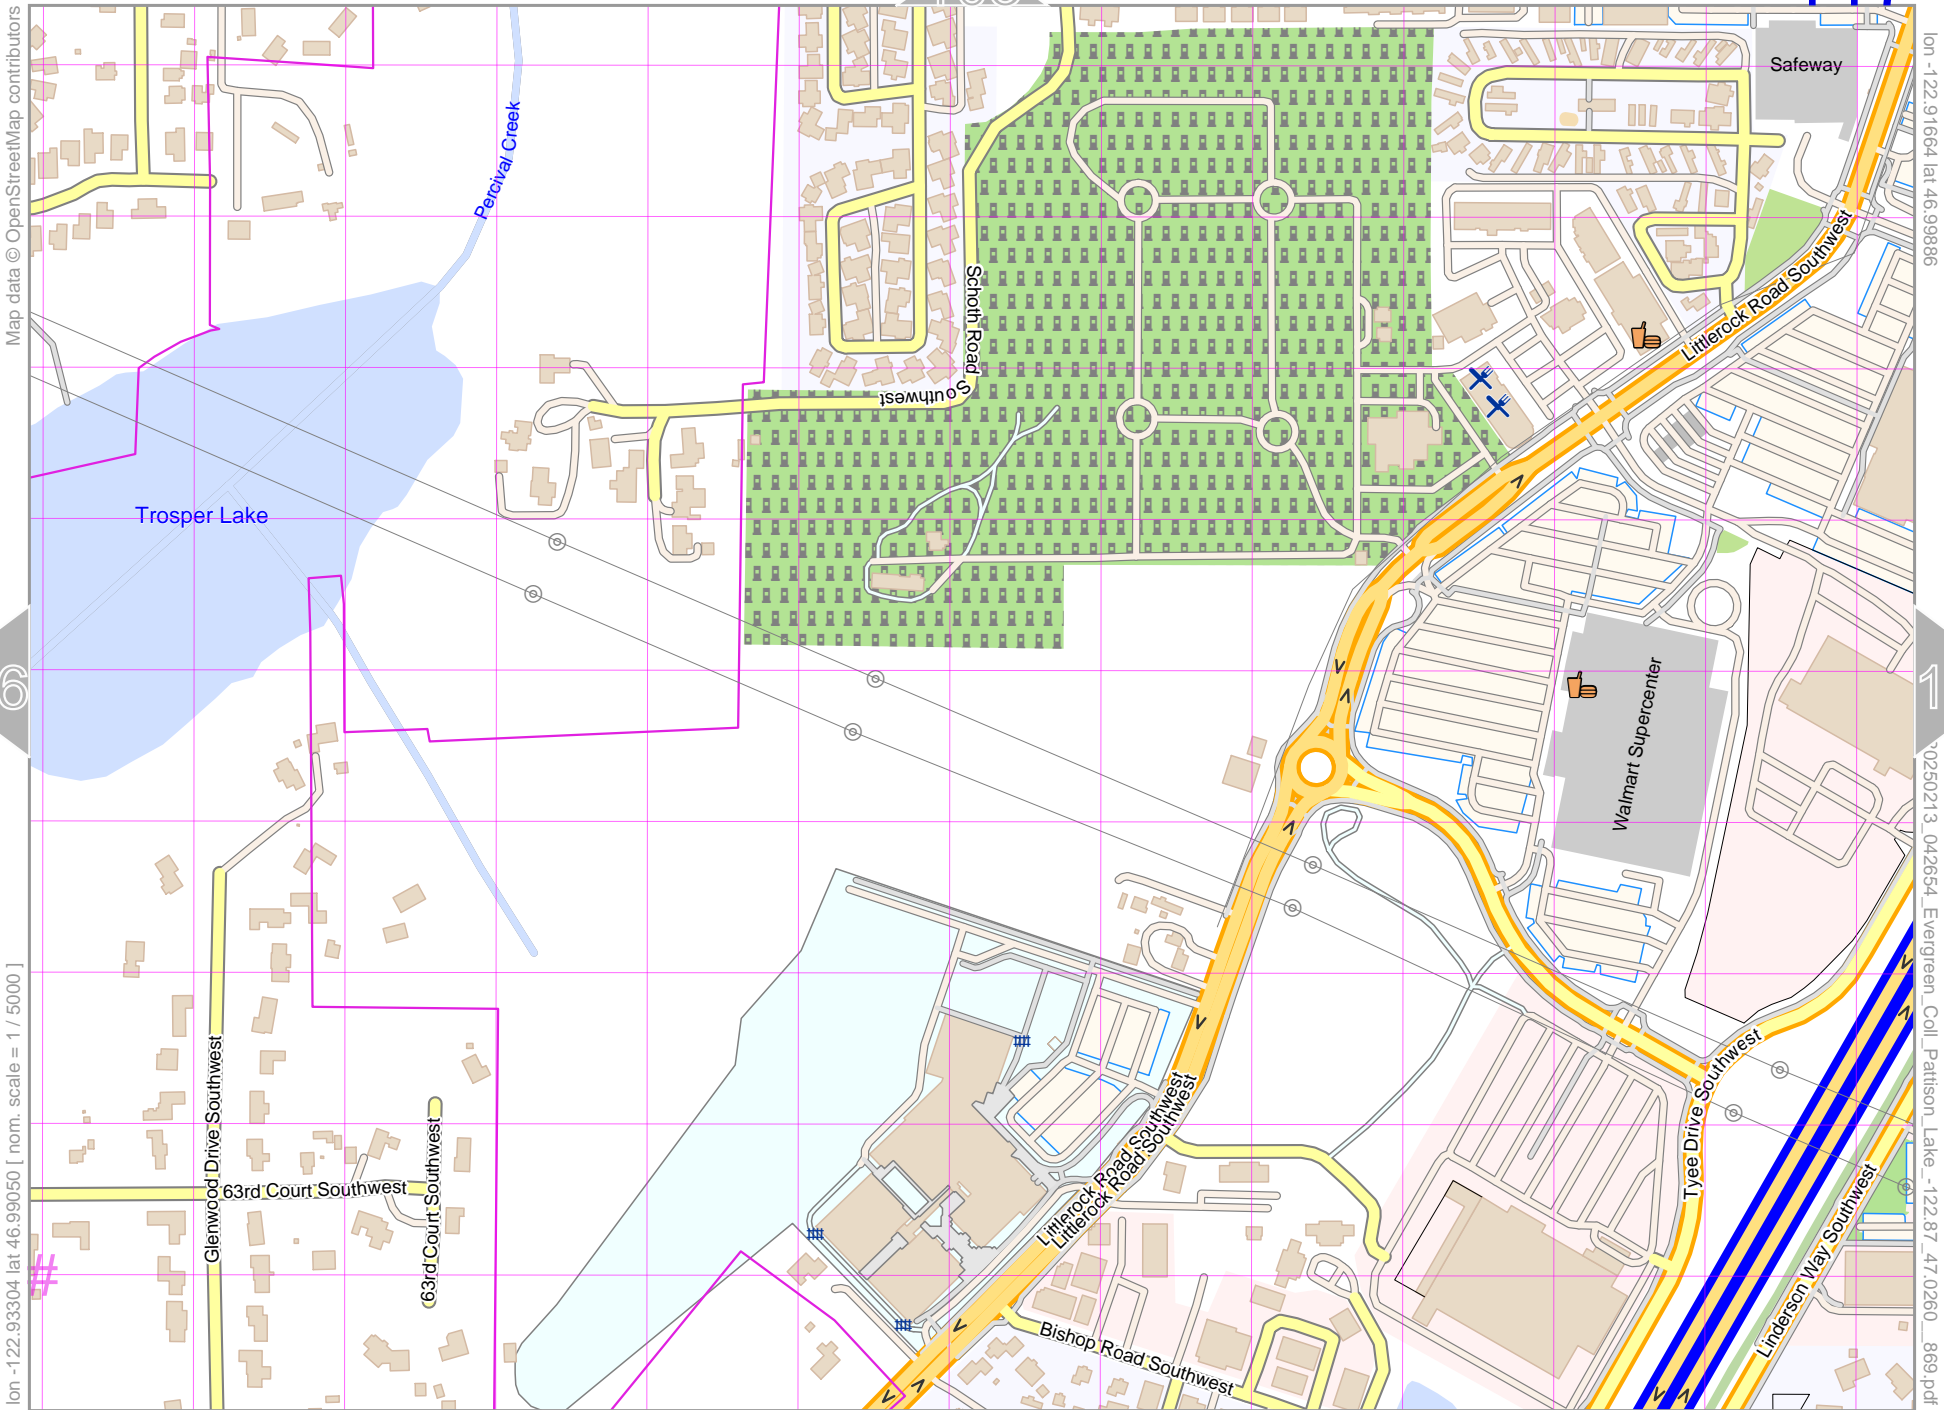 Map data © OpenStreetMap contributors
lon -122.93304 lat 46.99050 [ nom. scale = 1 / 5000 ]
lon -122.91664 lat 46.99886
20250213_042654_Evergreen_Coll_Pattison_Lake_-122.87_47.0260__869.pdf
6
1
Safeway
Percival Creek
Schoth Road
Southwest
Littlerock Road Southwest
Trosper Lake
Walmart Supercenter
Glenwood Drive Southwest
63rd Court Southwest
63rd Court Southwest
Littlerock Road Southwest
Littlerock Road Southwest
Tyee Drive Southwest
Linderson Way Southwest
Bishop Road Southwest
#